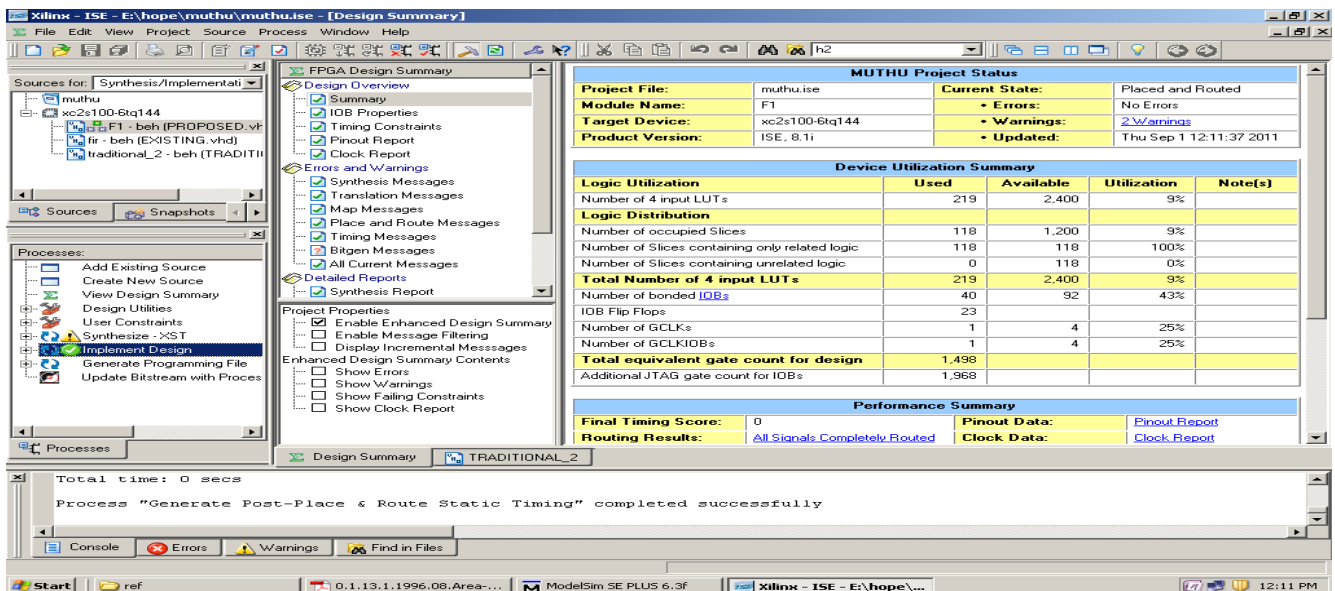 Xilinx - ISE - E:\hope\muthu\muthu.ise - [Design Summary]
File Edit View Project Source Process Window Help
h2
Sources for: Synthesis/Implementati
muthu
xc2s100-6tq144
F1 - beh (PROPOSED.vh
fir - beh (EXISTING.vhd)
traditional_2 - beh (TRADITI
Sources Snapshots
Processes:
Add Existing Source
Create New Source
View Design Summary
Design Utilities
User Constraints
Synthesize - XST
Implement Design
Generate Programming File
Update Bitstream with Proces
Processes
FPGA Design Summary
Design Overview
Summary
IOB Properties
Timing Constraints
Pinout Report
Clock Report
Errors and Warnings
Synthesis Messages
Translation Messages
Map Messages
Place and Route Messages
Timing Messages
Bitgen Messages
All Current Messages
Detailed Reports
Synthesis Report
Project Properties
Enable Enhanced Design Summary
Enable Message Filtering
Display Incremental Messsages
Enhanced Design Summary Contents
Show Errors
Show Warnings
Show Failing Constraints
Show Clock Report
MUTHU Project Status
Project File: muthu.ise Current State: Placed and Routed
Module Name: F1 • Errors: No Errors
Target Device: xc2s100-6tq144 • Warnings: 2 Warnings
Product Version: ISE, 8.1i • Updated: Thu Sep 1 12:11:37 2011
Device Utilization Summary
Logic Utilization Used Available Utilization Note(s)
Number of 4 input LUTs 219 2,400 9%
Logic Distribution
Number of occupied Slices 118 1,200 9%
Number of Slices containing only related logic 118 118 100%
Number of Slices containing unrelated logic 0 118 0%
Total Number of 4 input LUTs 219 2,400 9%
Number of bonded IOBs 40 92 43%
IOB Flip Flops 23
Number of GCLKs 1 4 25%
Number of GCLKIOBs 1 4 25%
Total equivalent gate count for design 1,498
Additional JTAG gate count for IOBs 1,968
Performance Summary
Final Timing Score: 0 Pinout Data: Pinout Report
Routing Results: All Signals Completely Routed Clock Data: Clock Report
Design Summary TRADITIONAL_2
Total time: 0 secs
Process "Generate Post-Place & Route Static Timing" completed successfully
Console Errors Warnings Find in Files
Start ref 0.1.13.1.1996.08.Area-... ModelSim SE PLUS 6.3f Xilinx - ISE - E:\hope\... 12:11 PM